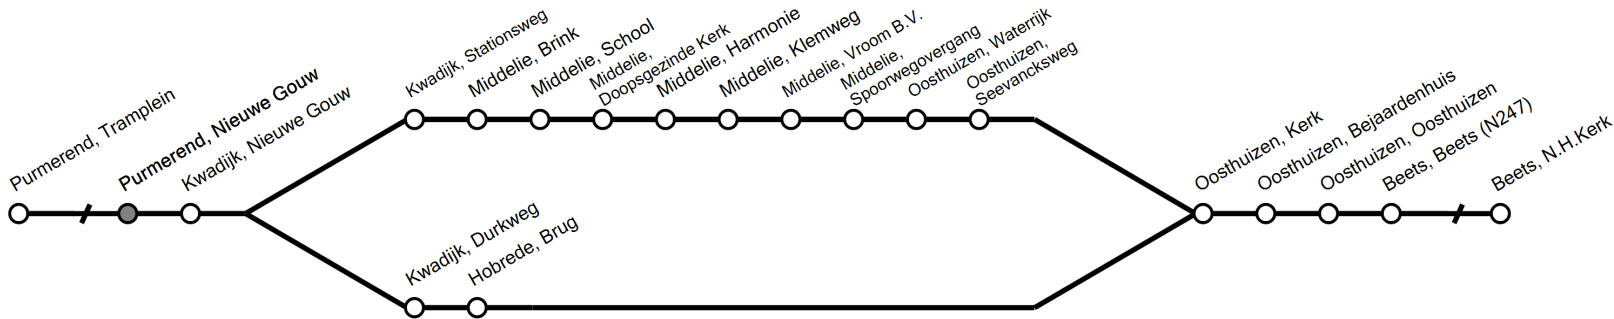 Purmerend, Tramplein
Purmerend, Nieuwe Gouw
Kwadijk, Nieuwe Gouw
Kwadijk, Stationsweg
Middelie, Brink
Middelie, School
Middelie,
Doopsgezinde Kerk
Middelie, Harmonie
Middelie, Klemweg
Middelie, Vroom B.V.
Middelie,
Spoorwegovergang
Oosthuizen, Waterrijk
Oosthuizen,
Seevancksweg
Kwadijk, Durkweg
Hobrede, Brug
Oosthuizen, Kerk
Oosthuizen, Bejaardenhuis
Oosthuizen, Oosthuizen
Beets, Beets (N247)
Beets, N.H.Kerk